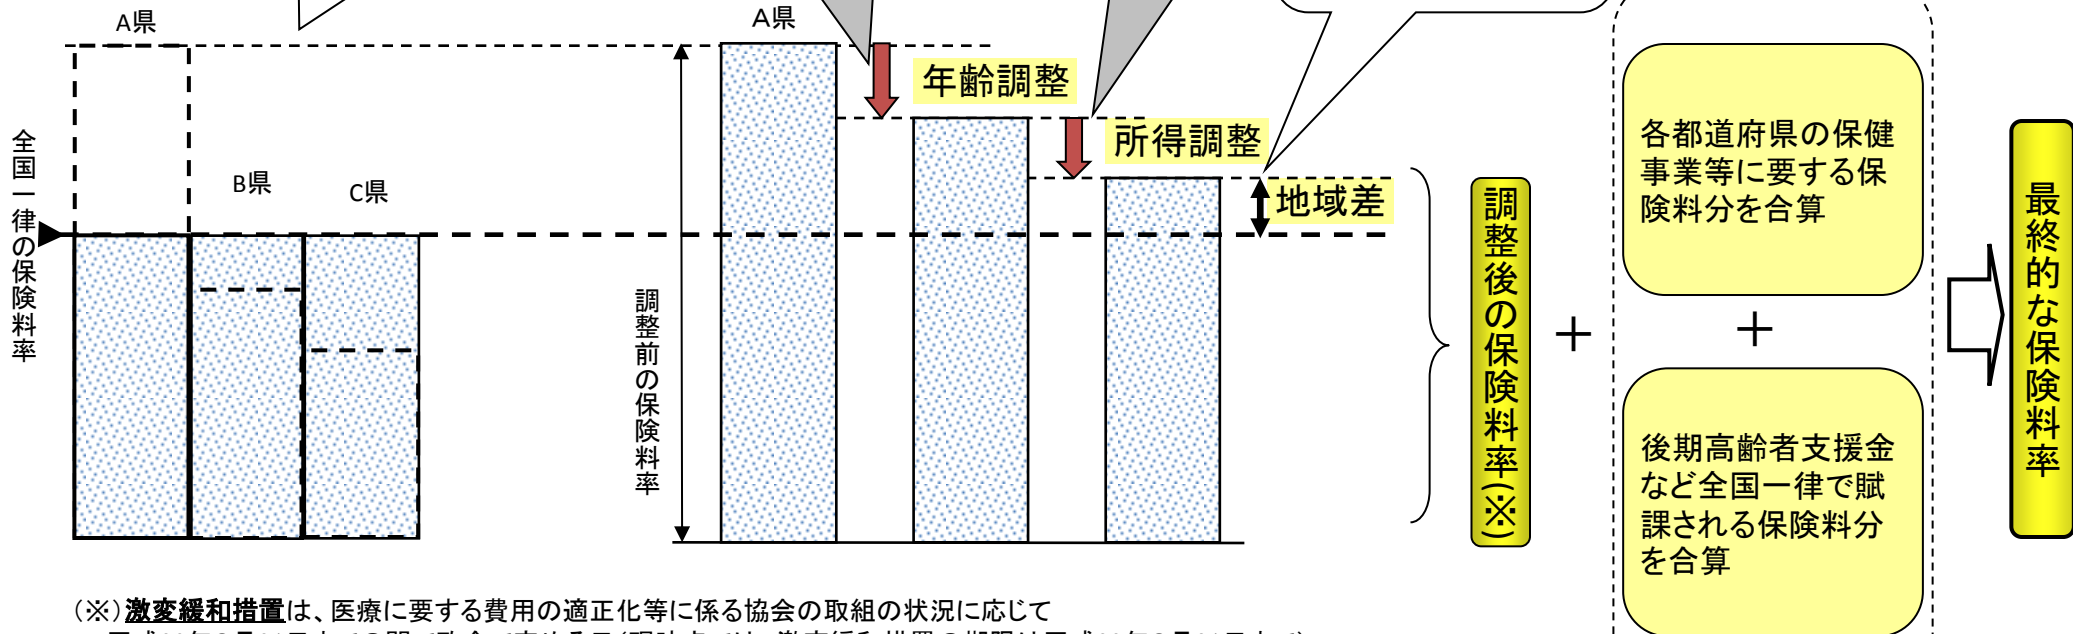 A県
全国一律の保険料率
B県
C県
A県
調整前の保険料率
年齢調整
所得調整
地域差
調整後の保険料率(※)
＋
各都道府県の保健
事業等に要する保
険料分を合算
＋
後期高齢者支援金
など全国一律で賦
課される保険料分
を合算
最終的な保険料率
(※)激変緩和措置は、医療に要する費用の適正化等に係る協会の取組の状況に応じて